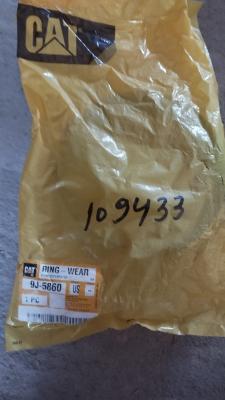 CAT
109433
CAT
RING - WEAR
9J-5860
US
1 PC